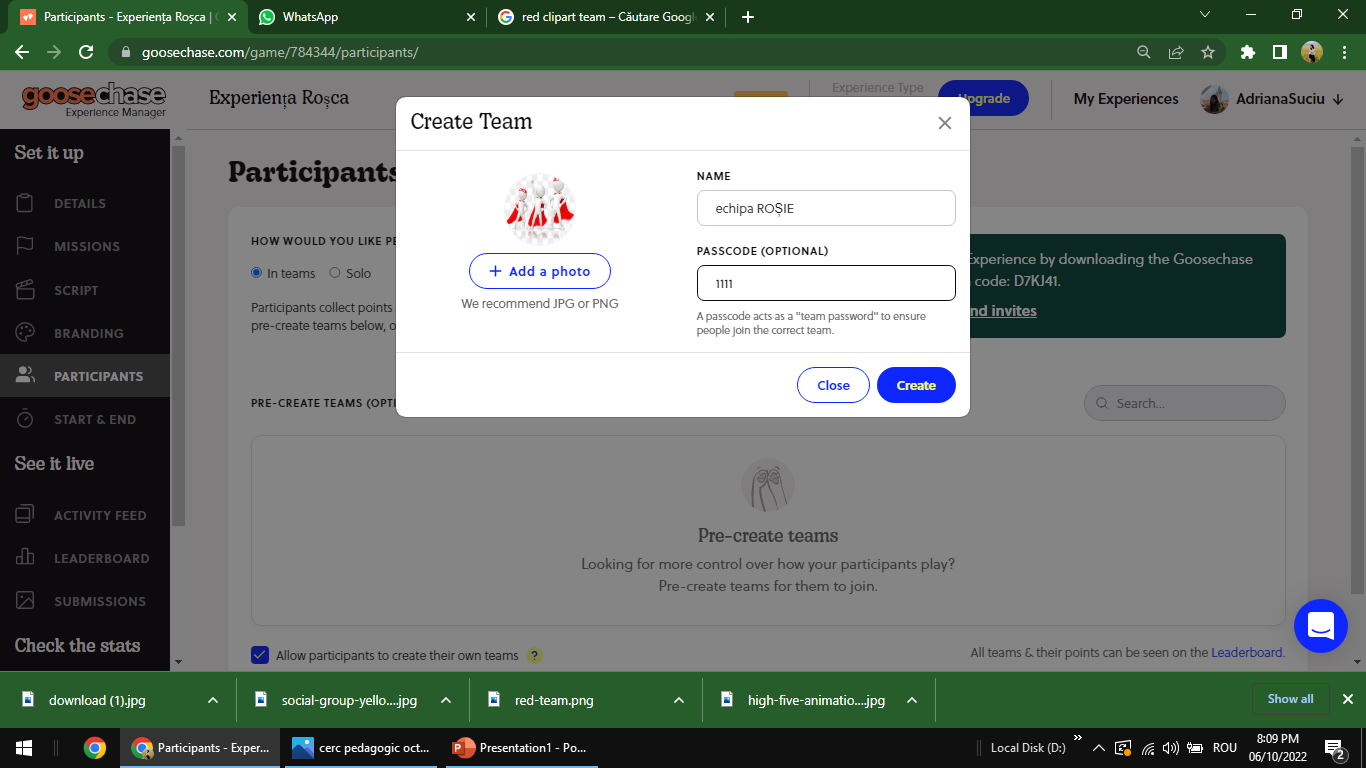 Participants - Experiența Roșca |
WhatsApp
red clipart team – Căutare Googl
goosechase.com/game/784344/participants/
goosechase
Experience Manager
Experiența Roșca
Experience Type
Upgrade
My Experiences
AdrianaSuciu
Set it up
DETAILS
MISSIONS
SCRIPT
BRANDING
PARTICIPANTS
START & END
See it live
ACTIVITY FEED
LEADERBOARD
SUBMISSIONS
Check the stats
Participants
HOW WOULD YOU LIKE PE
In teams
Solo
Participants collect points
pre-create teams below, o
Experience by downloading the Goosechase
code: D7KJ41.
nd invites
Create Team
+ Add a photo
We recommend JPG or PNG
NAME
echipa ROȘIE
PASSCODE (OPTIONAL)
1111
A passcode acts as a "team password" to ensure
people join the correct team.
Close
Create
PRE-CREATE TEAMS (OPTI
Search...
Pre-create teams
Looking for more control over how your participants play?
Pre-create teams for them to join.
Allow participants to create their own teams ?
All teams & their points can be seen on the Leaderboard.
download (1).jpg
social-group-yello....jpg
red-team.png
high-five-animatio....jpg
Show all
Participants - Exper...
cerc pedagogic oct...
Presentation1 - Po...
Local Disk (D:)
ROU
8:09 PM
06/10/2022
2